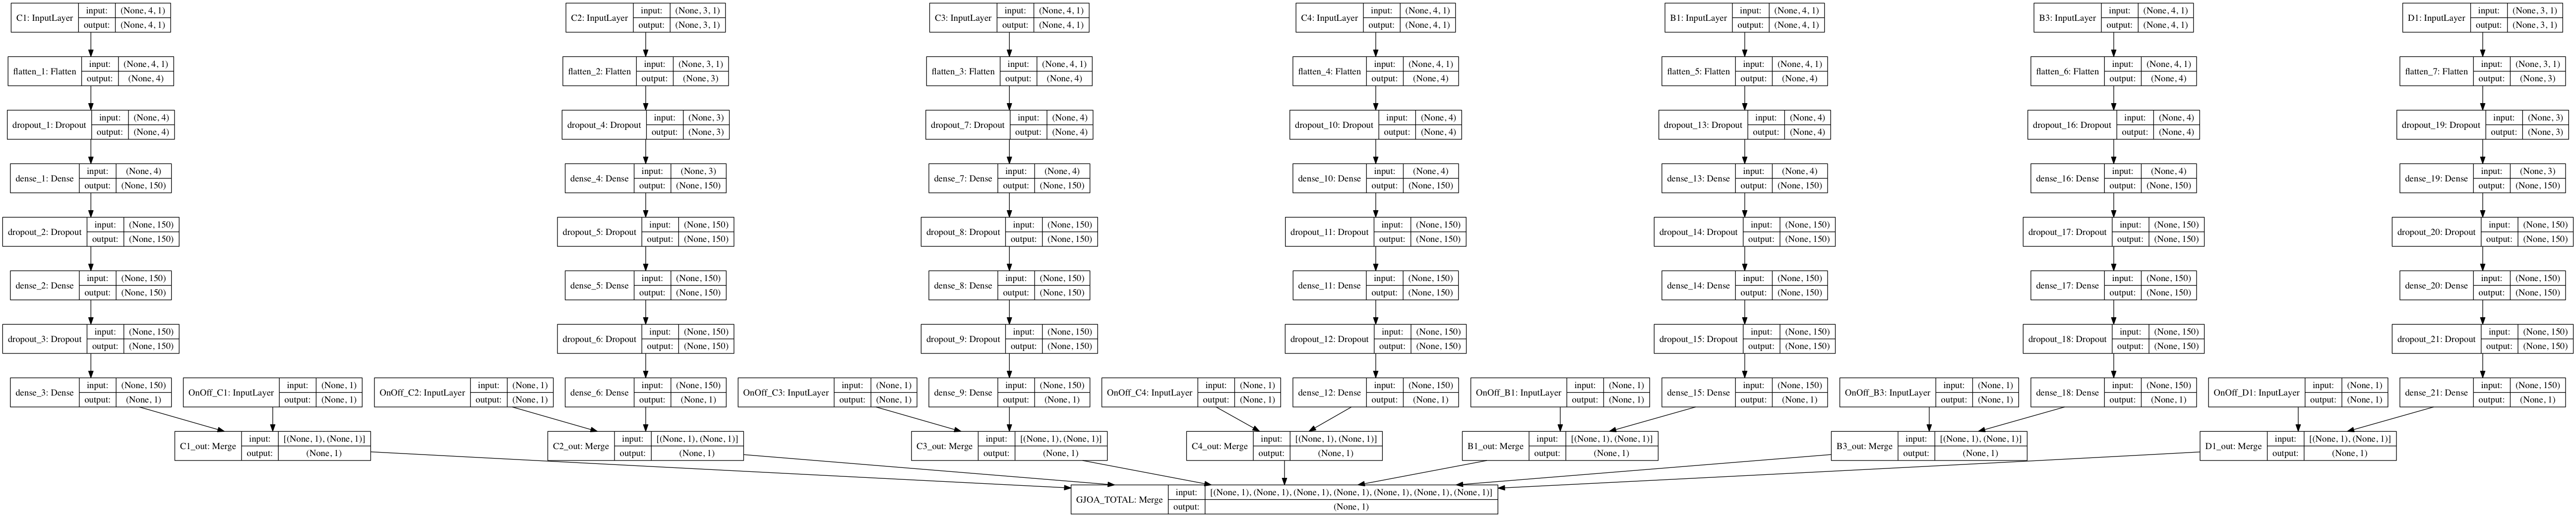 C1: InputLayer input: (None, 4, 1) output: (None, 4, 1)
C2: InputLayer input: (None, 3, 1) output: (None, 3, 1)
C3: InputLayer input: (None, 4, 1) output: (None, 4, 1)
C4: InputLayer input: (None, 4, 1) output: (None, 4, 1)
B1: InputLayer input: (None, 4, 1) output: (None, 4, 1)
B3: InputLayer input: (None, 4, 1) output: (None, 4, 1)
D1: InputLayer input: (None, 3, 1) output: (None, 3, 1)
flatten_1: Flatten input: (None, 4, 1) output: (None, 4)
flatten_2: Flatten input: (None, 3, 1) output: (None, 3)
flatten_3: Flatten input: (None, 4, 1) output: (None, 4)
flatten_4: Flatten input: (None, 4, 1) output: (None, 4)
flatten_5: Flatten input: (None, 4, 1) output: (None, 4)
flatten_6: Flatten input: (None, 4, 1) output: (None, 4)
flatten_7: Flatten input: (None, 3, 1) output: (None, 3)
dropout_1: Dropout input: (None, 4) output: (None, 4)
dropout_4: Dropout input: (None, 3) output: (None, 3)
dropout_7: Dropout input: (None, 4) output: (None, 4)
dropout_10: Dropout input: (None, 4) output: (None, 4)
dropout_13: Dropout input: (None, 4) output: (None, 4)
dropout_16: Dropout input: (None, 4) output: (None, 4)
dropout_19: Dropout input: (None, 3) output: (None, 3)
dense_1: Dense input: (None, 4) output: (None, 150)
dense_4: Dense input: (None, 3) output: (None, 150)
dense_7: Dense input: (None, 4) output: (None, 150)
dense_10: Dense input: (None, 4) output: (None, 150)
dense_13: Dense input: (None, 4) output: (None, 150)
dense_16: Dense input: (None, 4) output: (None, 150)
dense_19: Dense input: (None, 3) output: (None, 150)
dropout_2: Dropout input: (None, 150) output: (None, 150)
dropout_5: Dropout input: (None, 150) output: (None, 150)
dropout_8: Dropout input: (None, 150) output: (None, 150)
dropout_11: Dropout input: (None, 150) output: (None, 150)
dropout_14: Dropout input: (None, 150) output: (None, 150)
dropout_17: Dropout input: (None, 150) output: (None, 150)
dropout_20: Dropout input: (None, 150) output: (None, 150)
dense_2: Dense input: (None, 150) output: (None, 150)
dense_5: Dense input: (None, 150) output: (None, 150)
dense_8: Dense input: (None, 150) output: (None, 150)
dense_11: Dense input: (None, 150) output: (None, 150)
dense_14: Dense input: (None, 150) output: (None, 150)
dense_17: Dense input: (None, 150) output: (None, 150)
dense_20: Dense input: (None, 150) output: (None, 150)
dropout_3: Dropout input: (None, 150) output: (None, 150)
dropout_6: Dropout input: (None, 150) output: (None, 150)
dropout_9: Dropout input: (None, 150) output: (None, 150)
dropout_12: Dropout input: (None, 150) output: (None, 150)
dropout_15: Dropout input: (None, 150) output: (None, 150)
dropout_18: Dropout input: (None, 150) output: (None, 150)
dropout_21: Dropout input: (None, 150) output: (None, 150)
dense_3: Dense input: (None, 150) output: (None, 1)
OnOff_C1: InputLayer input: (None, 1) output: (None, 1)
OnOff_C2: InputLayer input: (None, 1) output: (None, 1)
dense_6: Dense input: (None, 150) output: (None, 1)
OnOff_C3: InputLayer input: (None, 1) output: (None, 1)
dense_9: Dense input: (None, 150) output: (None, 1)
OnOff_C4: InputLayer input: (None, 1) output: (None, 1)
dense_12: Dense input: (None, 150) output: (None, 1)
OnOff_B1: InputLayer input: (None, 1) output: (None, 1)
dense_15: Dense input: (None, 150) output: (None, 1)
OnOff_B3: InputLayer input: (None, 1) output: (None, 1)
dense_18: Dense input: (None, 150) output: (None, 1)
OnOff_D1: InputLayer input: (None, 1) output: (None, 1)
dense_21: Dense input: (None, 150) output: (None, 1)
C1_out: Merge input: [(None, 1), (None, 1)] output: (None, 1)
C2_out: Merge input: [(None, 1), (None, 1)] output: (None, 1)
C3_out: Merge input: [(None, 1), (None, 1)] output: (None, 1)
C4_out: Merge input: [(None, 1), (None, 1)] output: (None, 1)
B1_out: Merge input: [(None, 1), (None, 1)] output: (None, 1)
B3_out: Merge input: [(None, 1), (None, 1)] output: (None, 1)
D1_out: Merge input: [(None, 1), (None, 1)] output: (None, 1)
GJOA_TOTAL: Merge input: [(None, 1), (None, 1), (None, 1), (None, 1), (None, 1), (None, 1), (None, 1)] output: (None, 1)